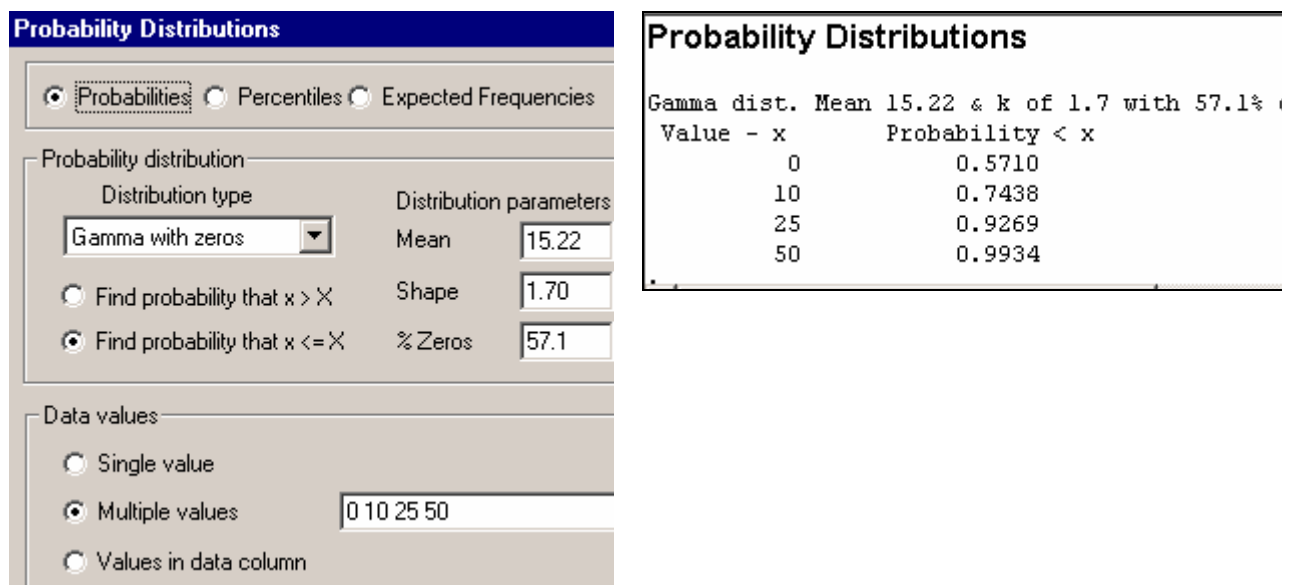 Probability Distributions
Probabilities Percentiles Expected Frequencies
Probability distribution
Distribution type
Gamma with zeros
Find probability that x > X
Find probability that x <= X
Distribution parameters
Mean 15.22
Shape 1.70
% Zeros 57.1
Data values
Single value
Multiple values 0 10 25 50
Values in data column
Probability Distributions
Gamma dist. Mean 15.22 & k of 1.7 with 57.1%
Value - x Probability < x
0 0.5710
10 0.7438
25 0.9269
50 0.9934